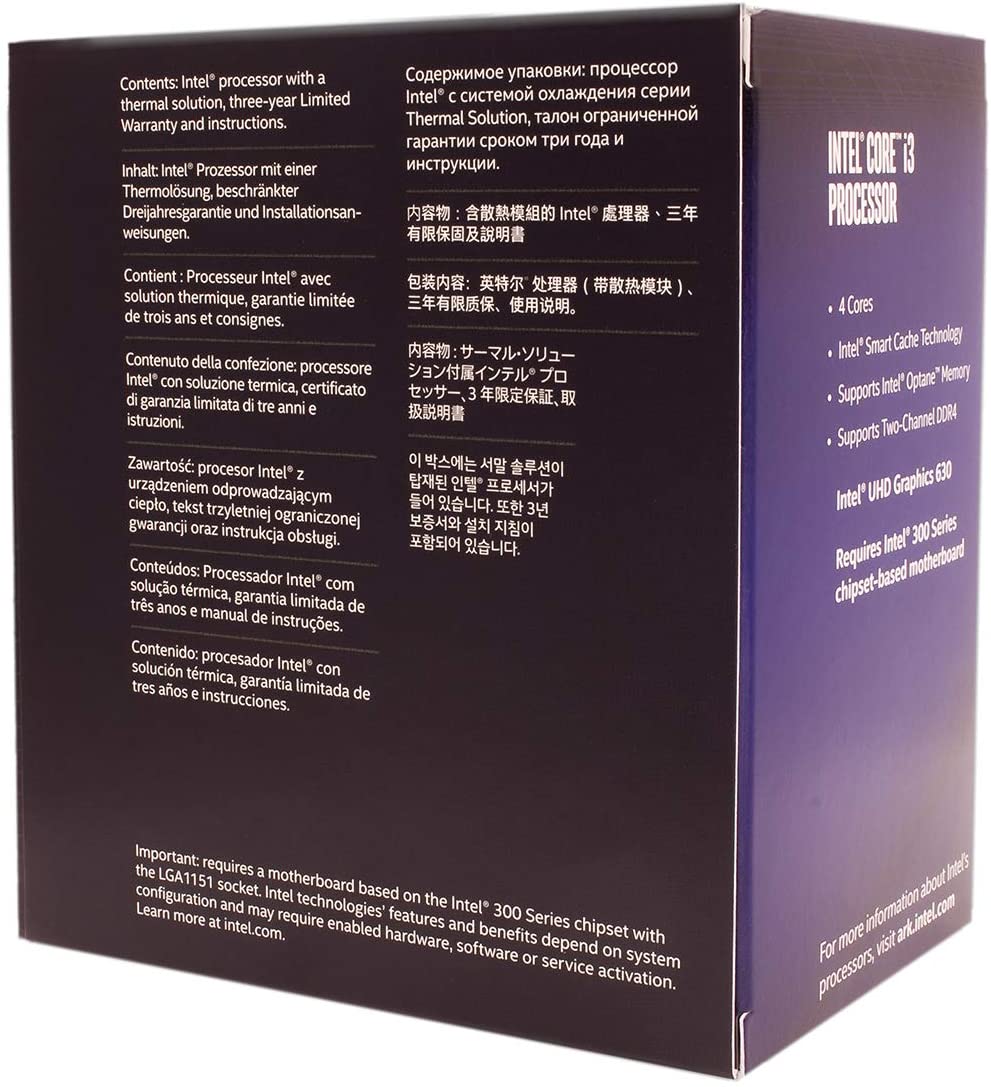 Contents: Intel® processor with a
thermal solution, three-year Limited
Warranty and instructions.
Inhalt: Intel® Prozessor mit einer
Thermolösung, beschränkter
Dreijahresgarantie und Installationsan-
weisungen.
Contient : Processeur Intel® avec
solution thermique, garantie limitée
de trois ans et consignes.
Contenuto della confezione: processore
Intel® con soluzione termica, certificato
di garanzia limitata di tre anni e
istruzioni.
Zawartość: procesor Intel® z
urządzeniem odprowadzającym
ciepło, tekst trzyletniej ograniczonej
gwarancji oraz instrukcja obsługi.
Conteúdos: Processador Intel® com
solução térmica, garantia limitada de
três anos e manual de instruções.
Contenido: procesador Intel® con
solución térmica, garantía limitada de
tres años e instrucciones.
Содержимое упаковки: процессор
Intel® с системой охлаждения серии
Thermal Solution, талон ограниченной
гарантии сроком три года и
инструкции.
內容物：含散熱模組的 Intel® 處理器、三年
有限保固及說明書
包装内容: 英特尔® 处理器（带散热模块）、
三年有限质保、使用说明。
内容物：サーマル・ソリュー
ション付属インテル® プロ
セッサー、3 年限定保証、取
扱説明書
이 박스에는 서말 솔루션이
탑재된 인텔® 프로세서가
들어 있습니다. 또한 3년
보증서와 설치 지침이
포함되어 있습니다.
Important: requires a motherboard based on the Intel® 300 Series chipset with
the LGA1151 socket. Intel technologies' features and benefits depend on system
configuration and may require enabled hardware, software or service activation.
Learn more at intel.com.
INTEL® CORE™ i3
PROCESSOR
• 4 Cores
• Intel® Smart Cache Technology
• Supports Intel® Optane™ Memory
• Supports Two-Channel DDR4
Intel® UHD Graphics 630
Requires Intel® 300 Series
chipset-based motherboard
For more information about Intel's
processors, visit ark.intel.com